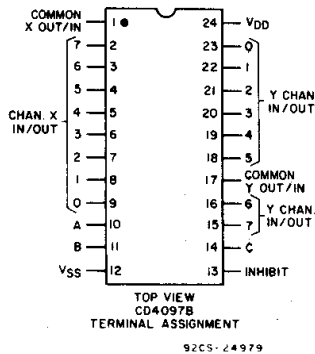 COMMON
X OUT/IN
1
24
VDD
7
2
23
0
6
3
22
1
5
4
21
2
Y CHAN
IN/OUT
CHAN. X
IN/OUT
4
5
20
3
3
6
19
4
2
7
18
5
1
8
17
COMMON
Y OUT/IN
0
9
16
6
Y CHAN.
IN/OUT
A
10
15
7
B
11
14
C
VSS
12
13
INHIBIT
TOP VIEW
CD4097B
TERMINAL ASSIGNMENT
92CS-24979